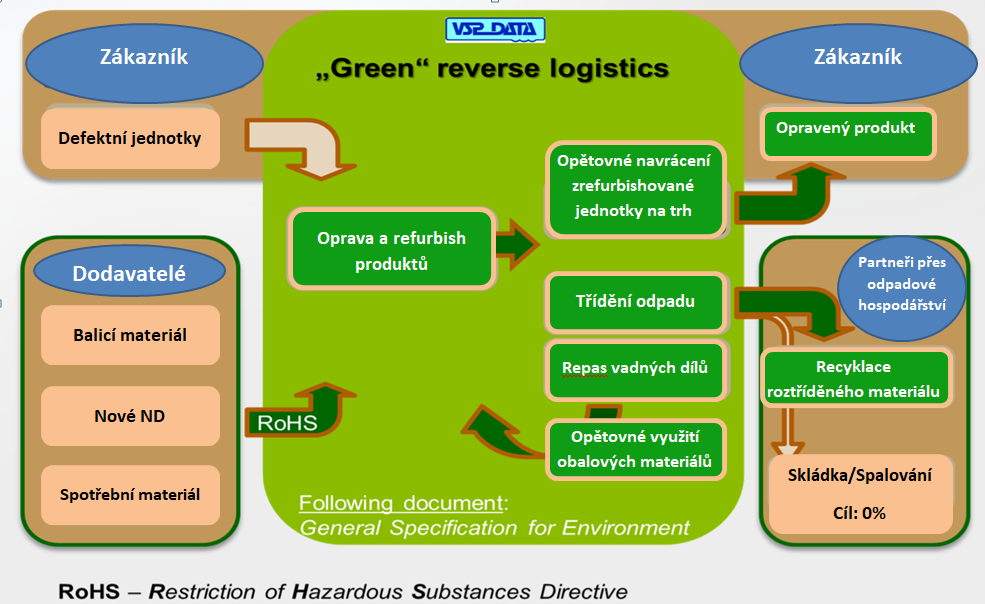 VSP DATA
„Green“ reverse logistics
Zákazník
Defektní jednotky
Zákazník
Opravený produkt
Opětovné navrácení
zrefurbishované
jednotky na trh
Oprava a refurbish
produktů
Dodavatelé
Balicí materiál
Nové ND
Spotřební materiál
RoHS
Třídění odpadu
Repas vadných dílů
Opětovné využití
obalových materiálů
Partneři přes
odpadové
hospodářství
Recyklace
roztříděného materiálu
Skládka/Spalování
Cíl: 0%
Following document:
General Specification for Environment
RoHS – Restriction of Hazardous Substances Directive